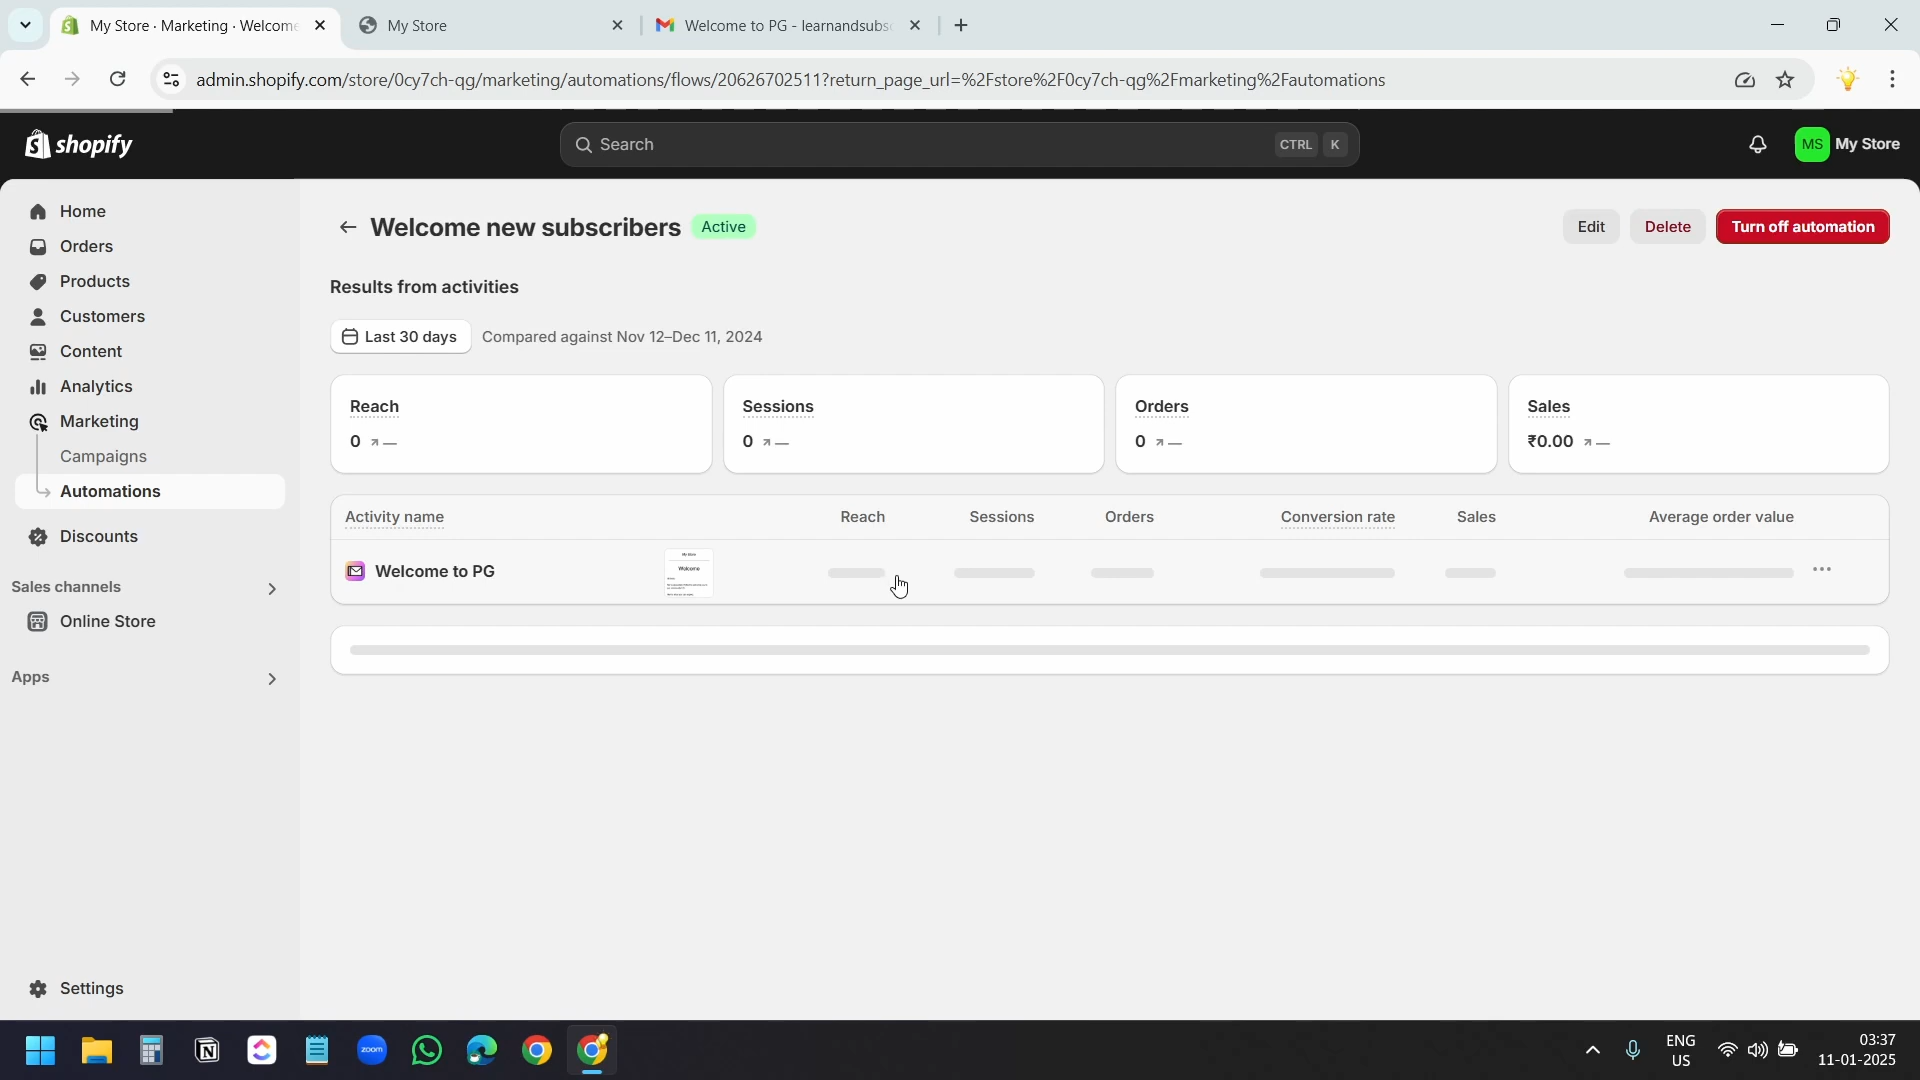 My Store · Marketing · Welcome
My Store
Welcome to PG - learnandsubs
admin.shopify.com/store/0cy7ch-qg/marketing/automations/flows/20626702511?return_page_url=%2Fstore%2F0cy7ch-qg%2Fmarketing%2Fautomations
shopify
Search
CTRL K
MS My Store
Home
Orders
Products
Customers
Content
Analytics
Marketing
Campaigns
Automations
Discounts
Sales channels
Online Store
Apps
Settings
Welcome new subscribers Active
Edit Delete Turn off automation
Results from activities
Last 30 days Compared against Nov 12–Dec 11, 2024
Reach Sessions Orders Sales
0 — 0 — 0 — ₹0.00 —
Activity name Reach Sessions Orders Conversion rate Sales Average order value
Welcome to PG
My Store
Welcome
zoom
ENG
US
03:37
11-01-2025